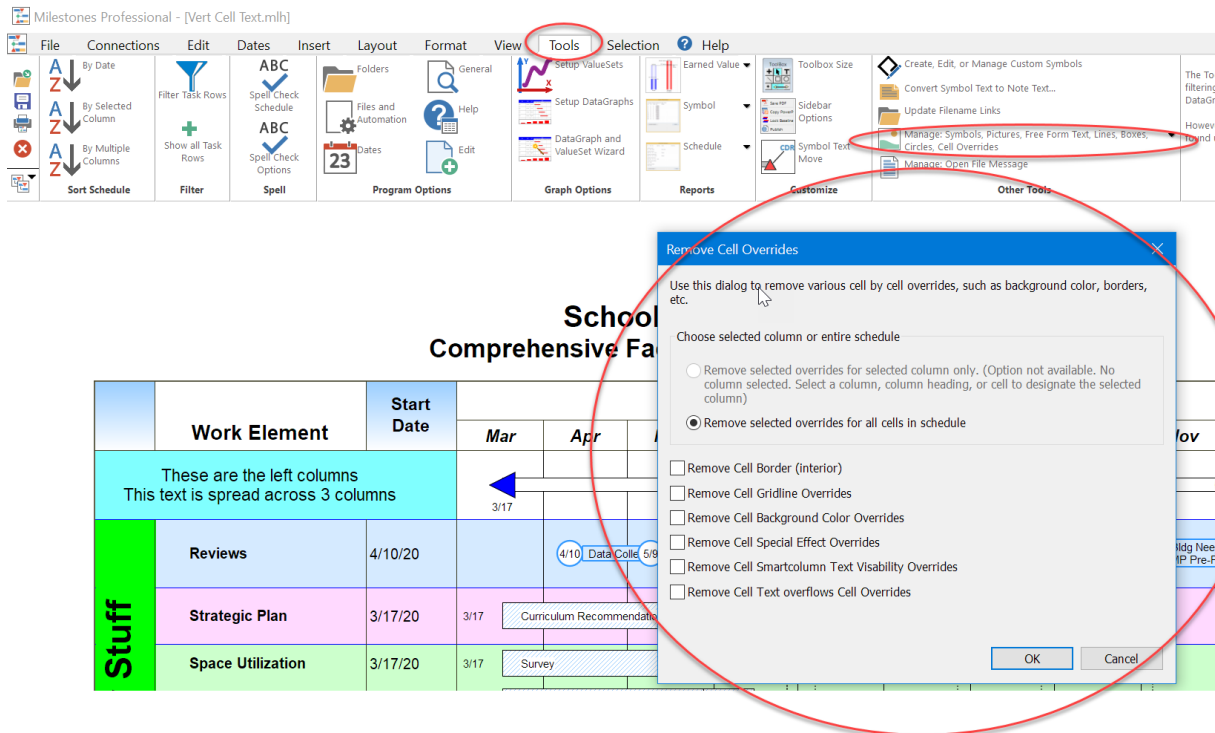 Milestones Professional - [Vert Cell Text.mlh]
File Connections Edit Dates Insert Layout Format View Tools Selection Help
By Date
By Selected
Column
By Multiple
Columns
Sort Schedule
Filter Task Rows
Show all Task
Rows
Filter
ABC
Spell Check
Schedule
ABC
Spell Check
Options
Spell
Folders
Files and
Automation
23
Dates
General
Help
Edit
Program Options
Setup ValueSets
Setup DataGraphs
DataGraph and
ValueSet Wizard
Graph Options
Earned Value
Symbol
Schedule
Reports
Toolbox
Toolbox Size
Sidebar
Options
CDR
Symbol Text
Move
Customize
Create, Edit, or Manage Custom Symbols
Convert Symbol Text to Note Text...
Update Filename Links
Manage: Symbols, Pictures, Free Form Text, Lines, Boxes,
Circles, Cell Overrides
Manage: Open File Message
Other Tools
The To
filtering
DataGr
Howev
found
Remove Cell Overrides
Use this dialog to remove various cell by cell overrides, such as background color, borders,
etc.
Choose selected column or entire schedule
Remove selected overrides for selected column only. (Option not available. No
column selected. Select a column, column heading, or cell to designate the selected
column)
Remove selected overrides for all cells in schedule
Remove Cell Border (interior)
Remove Cell Gridline Overrides
Remove Cell Background Color Overrides
Remove Cell Special Effect Overrides
Remove Cell Smartcolumn Text Visability Overrides
Remove Cell Text overflows Cell Overrides
OK Cancel
School
Comprehensive Fa
Work Element
Start
Date
Mar Apr
ov
These are the left columns
This text is spread across 3 columns
3/17
Stuff
Reviews 4/10/20 4/10 Data Colle 5/9
Bldg Nee
MP Pre-P
Strategic Plan 3/17/20 3/17 Curriculum Recommendatio
Space Utilization 3/17/20 3/17 Survey